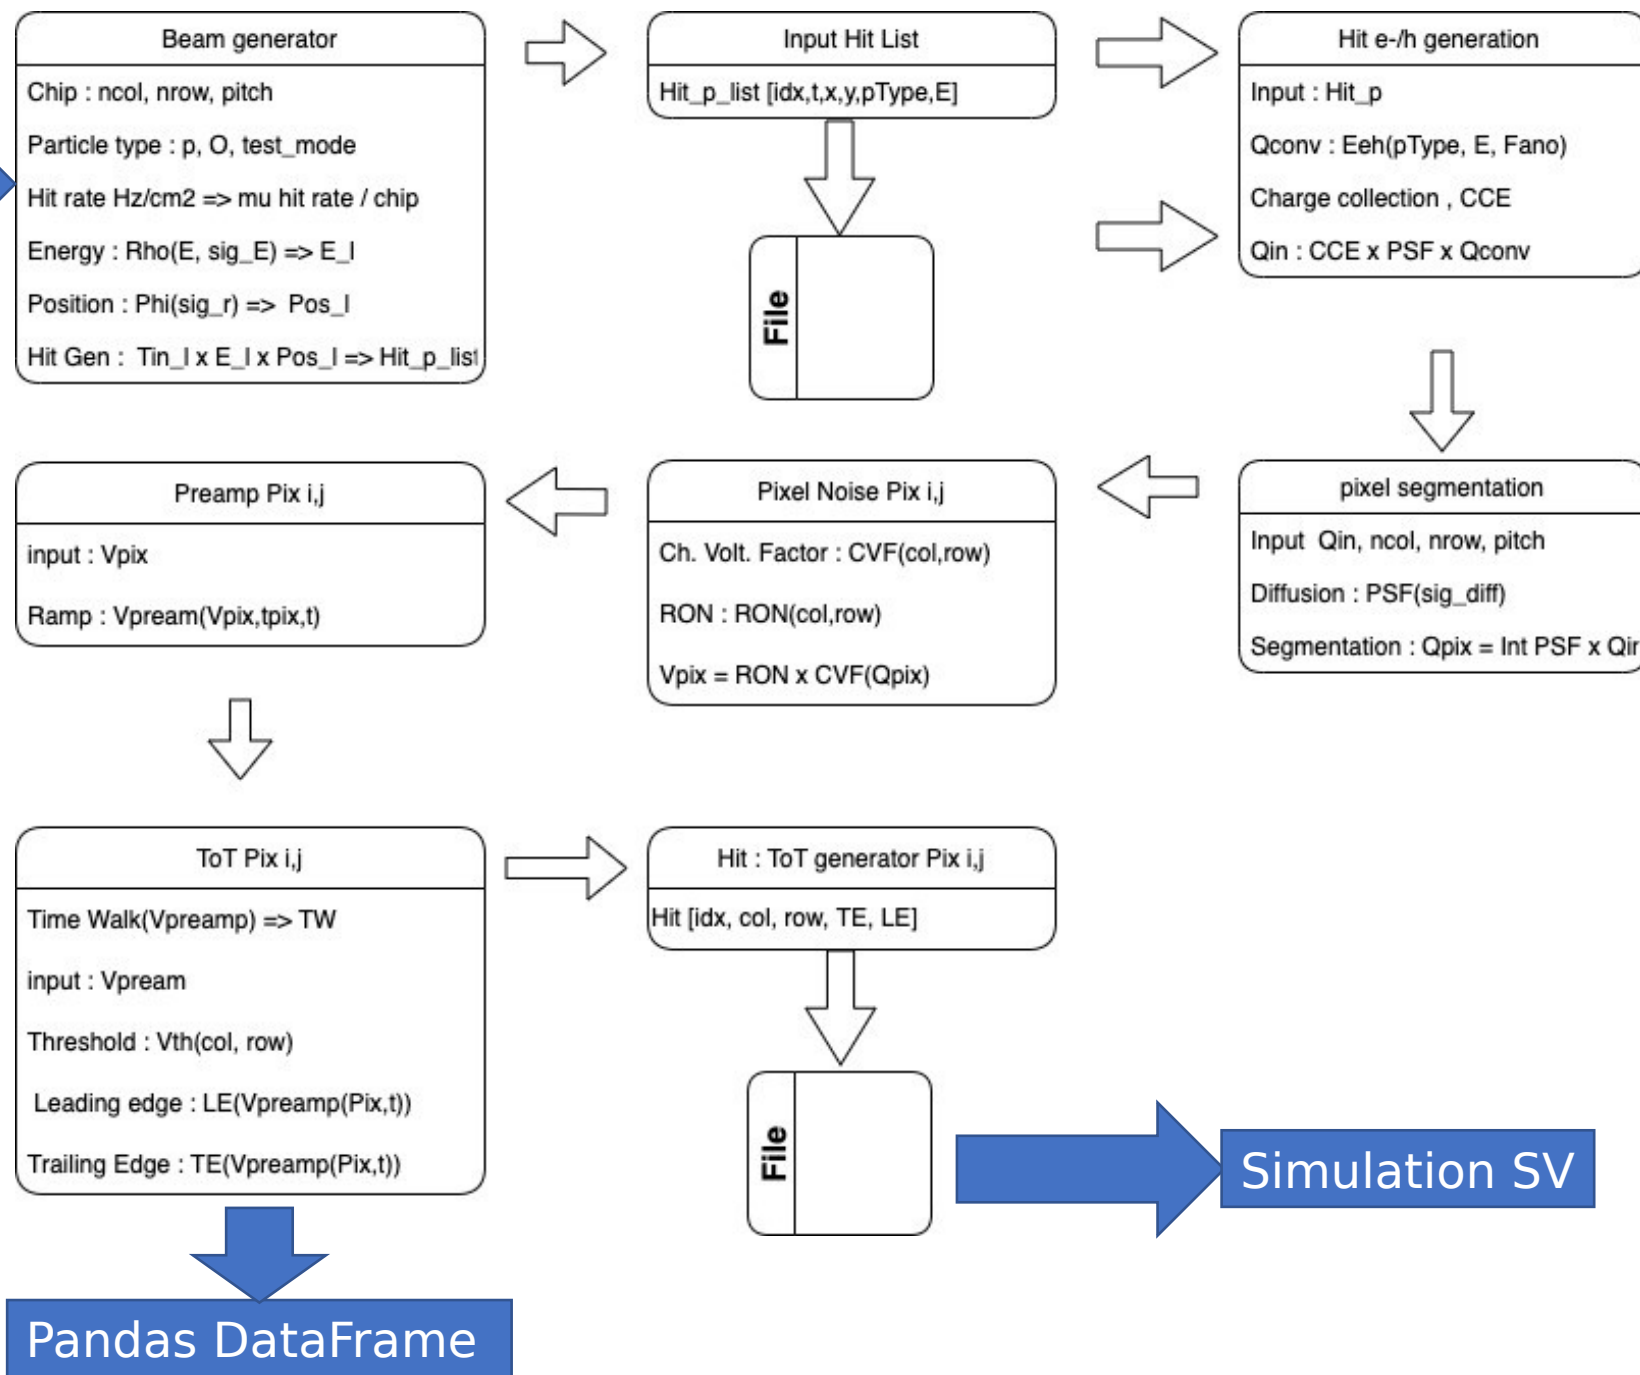 Beam generator
Chip : ncol, nrow, pitch
Particle type : p, O, test_mode
Hit rate Hz/cm2 => mu hit rate / chip
Energy : Rho(E, sig_E) => E_l
Position : Phi(sig_r) => Pos_l
Hit Gen : Tin_l x E_l x Pos_l => Hit_p_list
Input Hit List
Hit_p_list [idx,t,x,y,pType,E]
File
Hit e-/h generation
Input : Hit_p
Qconv : Eeh(pType, E, Fano)
Charge collection , CCE
Qin : CCE x PSF x Qconv
pixel segmentation
Input Qin, ncol, nrow, pitch
Diffusion : PSF(sig_diff)
Segmentation : Qpix = Int PSF x Qin
Pixel Noise Pix i,j
Ch. Volt. Factor : CVF(col,row)
RON : RON(col,row)
Vpix = RON x CVF(Qpix)
Preamp Pix i,j
input : Vpix
Ramp : Vpream(Vpix,tpix,t)
ToT Pix i,j
Time Walk(Vpreamp) => TW
input : Vpream
Threshold : Vth(col, row)
Leading edge : LE(Vpreamp(Pix,t))
Trailing Edge : TE(Vpreamp(Pix,t))
Hit : ToT generator Pix i,j
Hit [idx, col, row, TE, LE]
File
Simulation SV
Pandas DataFrame